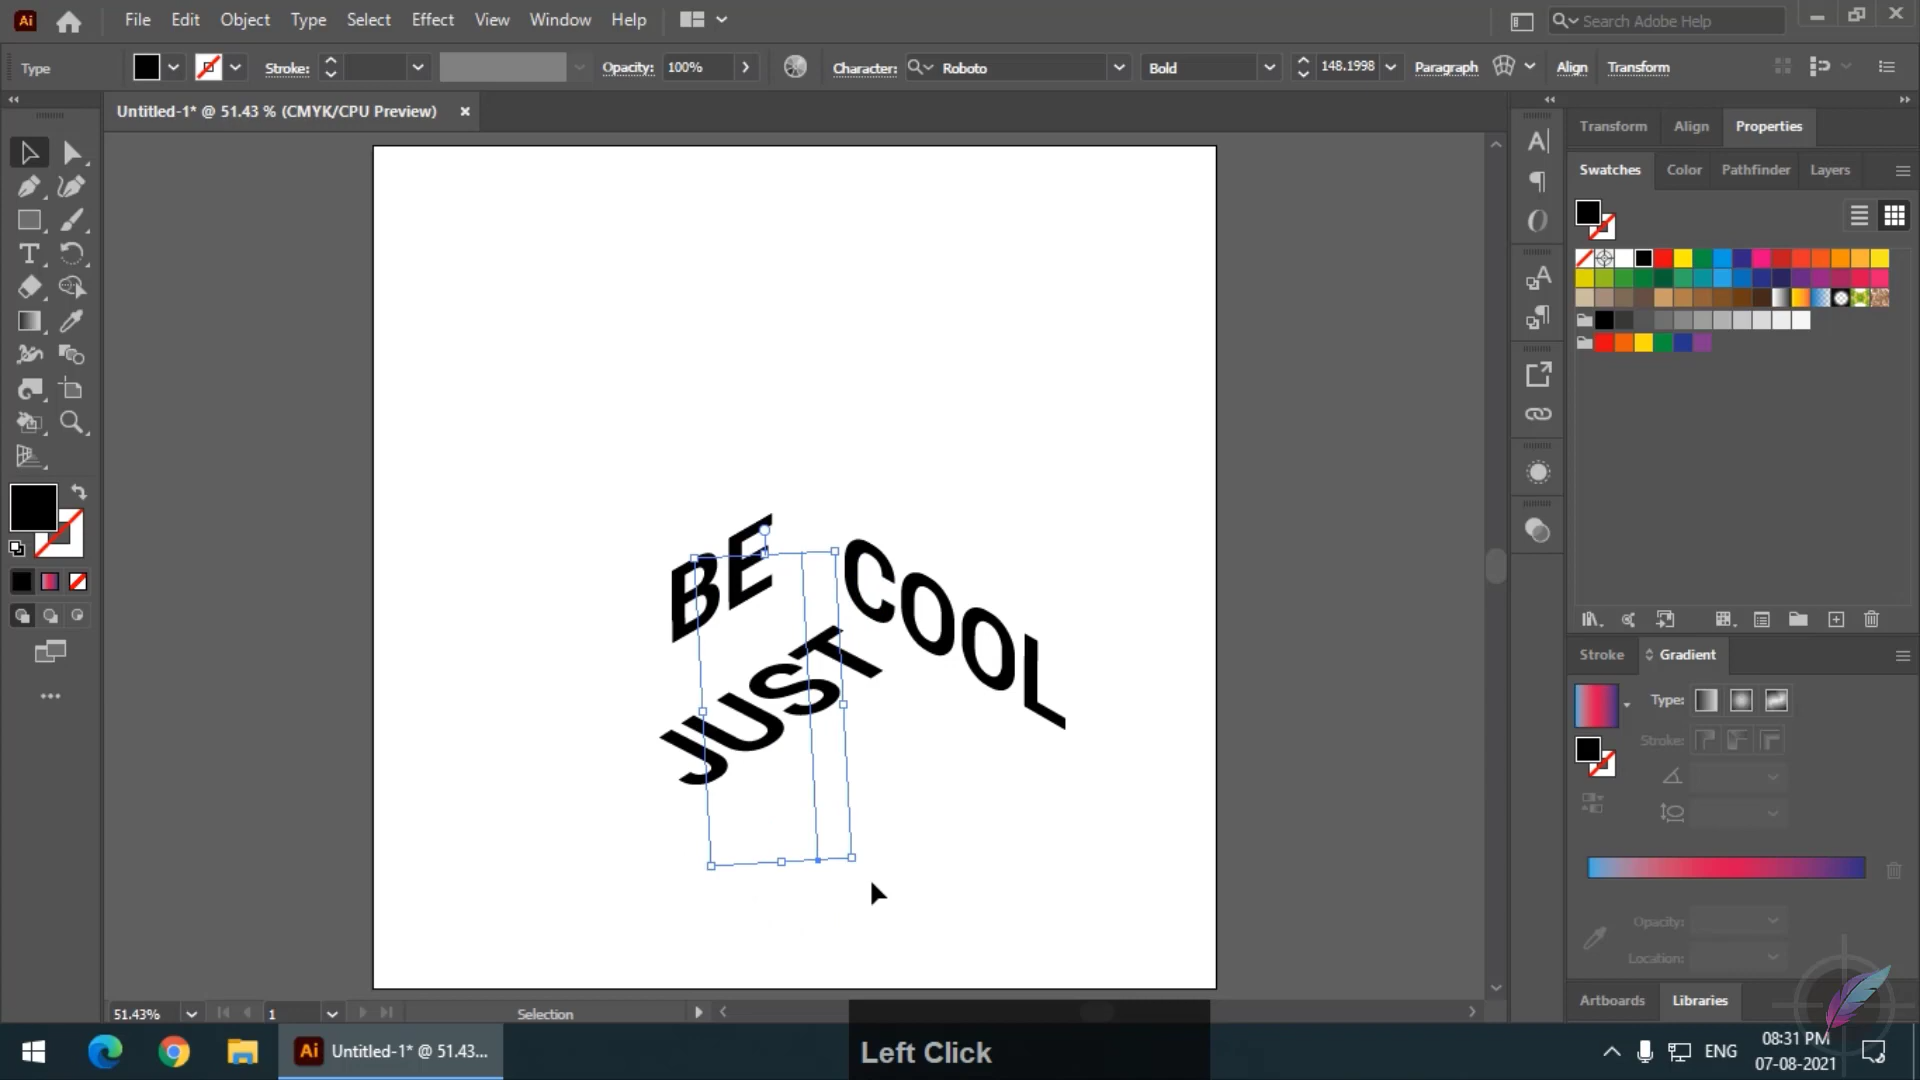 Ai File Edit Object Type Select Effect View Window Help Search Adobe Help
Type Stroke: Opacity: 100% Character: Roboto Bold 148.1998 Paragraph Align Transform
Untitled-1* @ 51.43 % (CMYK/CPU Preview)
Transform Align Properties
Swatches Color Pathfinder Layers
BE COOL
JUST
Stroke Gradient
Type:
Stroke:
Opacity:
Location:
Artboards Libraries
51.43% 1 Selection
Left Click
Ai Untitled-1* @ 51.43...
ENG
08:31 PM
07-08-2021